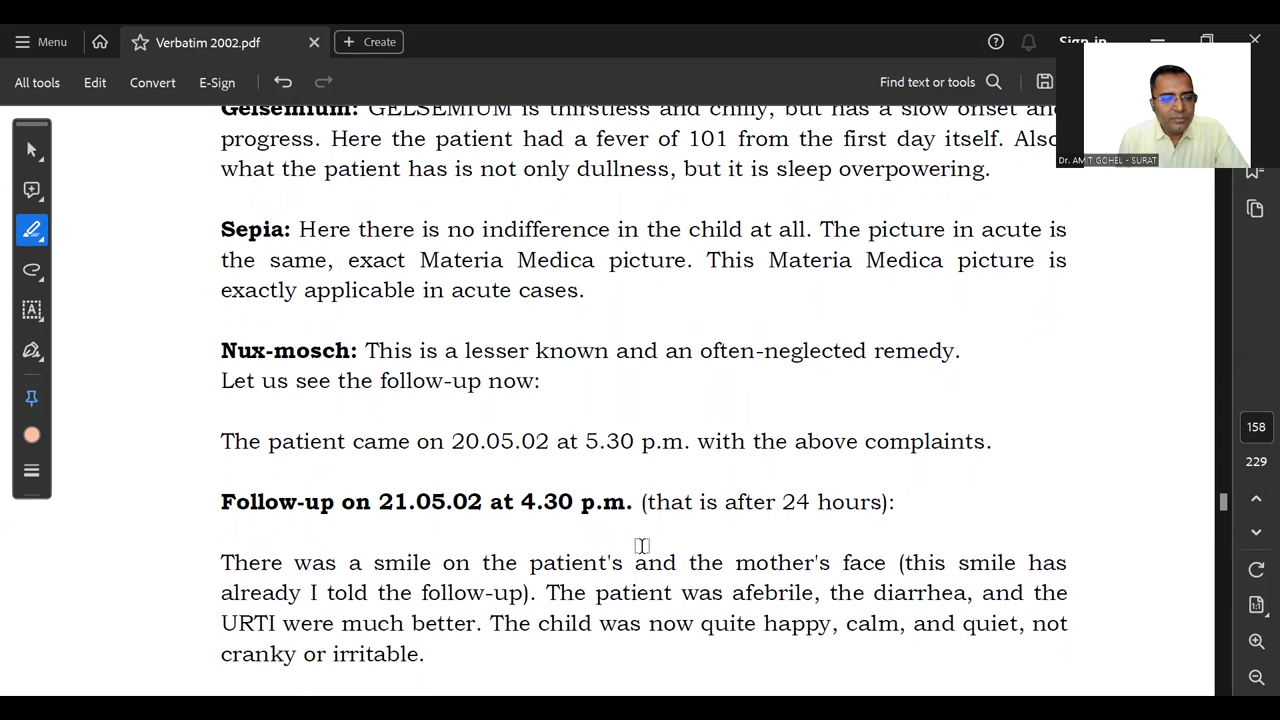 Menu
Verbatim 2002.pdf
Create
Sign in
All tools
Edit
Convert
E-Sign
Find text or tools
Dr. AMIT GOHEL - SURAT
Gelsemium: GELSEMIUM is thirstless and chilly, but has a slow onset and
progress. Here the patient had a fever of 101 from the first day itself. Also
what the patient has is not only dullness, but it is sleep overpowering.
Sepia: Here there is no indifference in the child at all. The picture in acute is
the same, exact Materia Medica picture. This Materia Medica picture is
exactly applicable in acute cases.
Nux-mosch: This is a lesser known and an often-neglected remedy.
Let us see the follow-up now:
The patient came on 20.05.02 at 5.30 p.m. with the above complaints.
Follow-up on 21.05.02 at 4.30 p.m. (that is after 24 hours):
There was a smile on the patient's and the mother's face (this smile has
already I told the follow-up). The patient was afebrile, the diarrhea, and the
URTI were much better. The child was now quite happy, calm, and quiet, not
cranky or irritable.
158
229